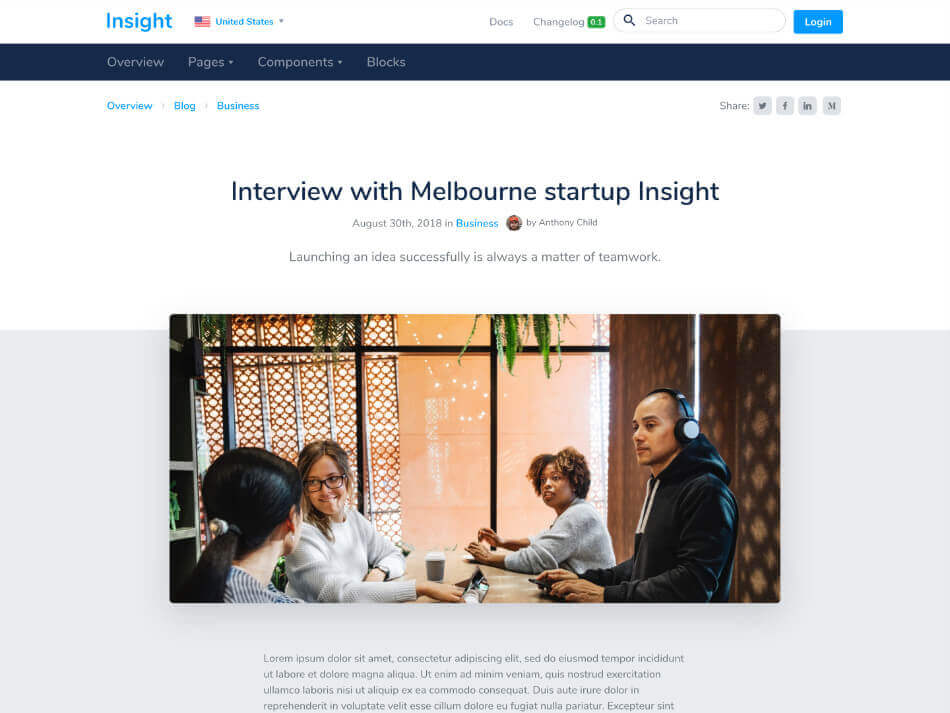 Insight
United States
Docs
Changelog 0.1
Search
Login
Overview
Pages
Components
Blocks
Overview
Blog
Business
Share:
Interview with Melbourne startup Insight
August 30th, 2018 in Business by Anthony Child
Launching an idea successfully is always a matter of teamwork.
Lorem ipsum dolor sit amet, consectetur adipiscing elit, sed do eiusmod tempor incididunt
ut labore et dolore magna aliqua. Ut enim ad minim veniam, quis nostrud exercitation
ullamco laboris nisi ut aliquip ex ea commodo consequat. Duis aute irure dolor in
reprehenderit in voluptate velit esse cillum dolore eu fugiat nulla pariatur. Excepteur sint